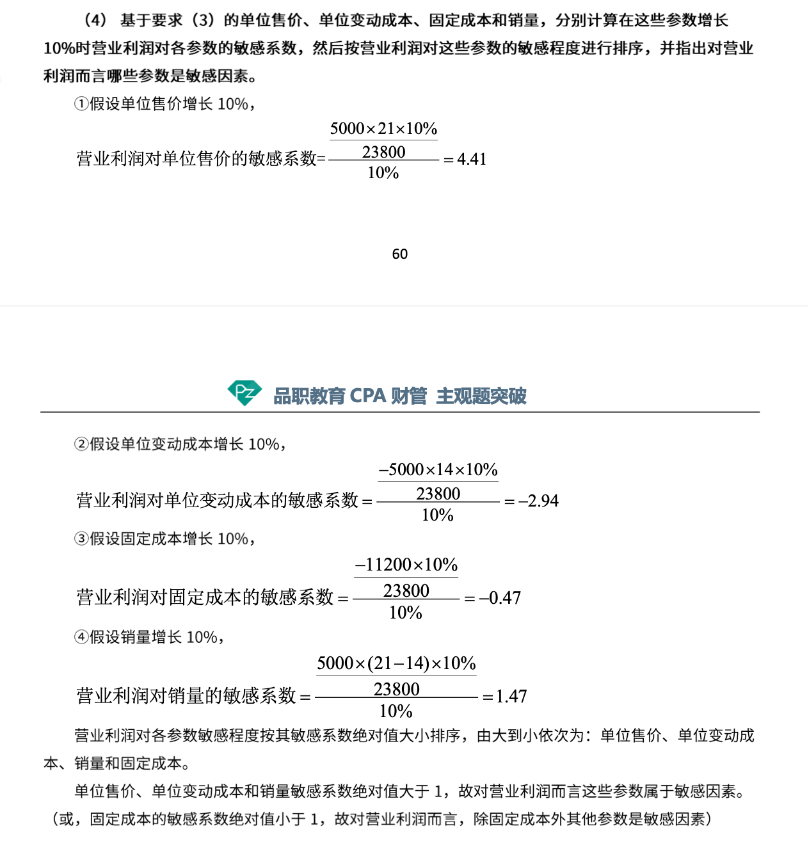 （4） 基于要求（3）的单位售价、单位变动成本、固定成本和销量，分别计算在这些参数增长
10%时营业利润对各参数的敏感系数，然后按营业利润对这些参数的敏感程度进行排序，并指出对营业
利润而言哪些参数是敏感因素。
①假设单位售价增长 10%，
5000×21×10%
营业利润对单位售价的敏感系数= 23800 = 4.41
10%
60
PZ 品职教育 CPA 财管 主观题突破
②假设单位变动成本增长 10%，
−5000×14×10%
营业利润对单位变动成本的敏感系数 = 23800 = −2.94
10%
③假设固定成本增长 10%，
−11200×10%
营业利润对固定成本的敏感系数 = 23800 = −0.47
10%
④假设销量增长 10%，
5000×(21−14)×10%
营业利润对销量的敏感系数 = 23800 = 1.47
10%
营业利润对各参数敏感程度按其敏感系数绝对值大小排序，由大到小依次为：单位售价、单位变动成
本、销量和固定成本。
单位售价、单位变动成本和销量敏感系数绝对值大于 1，故对营业利润而言这些参数属于敏感因素。
（或，固定成本的敏感系数绝对值小于 1，故对营业利润而言，除固定成本外其他参数是敏感因素）